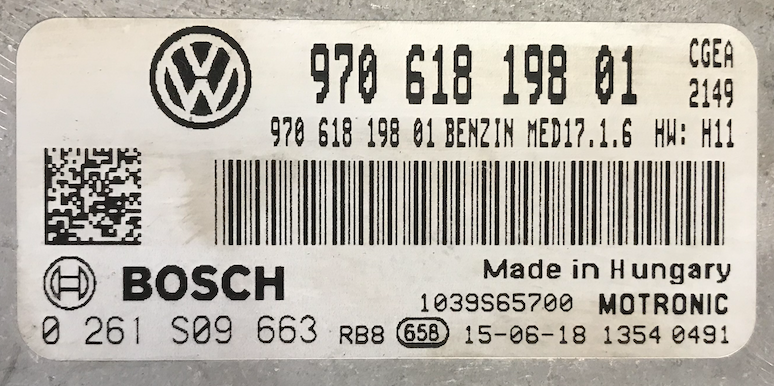 970 618 198 01 CGEA
2149
970 618 198 01 BENZIN MED17.1.6 HW: H11
Made in Hungary
BOSCH
1039S65700 MOTRONIC
0 261 S09 663 RB8 658 15-06-18 1354 0491